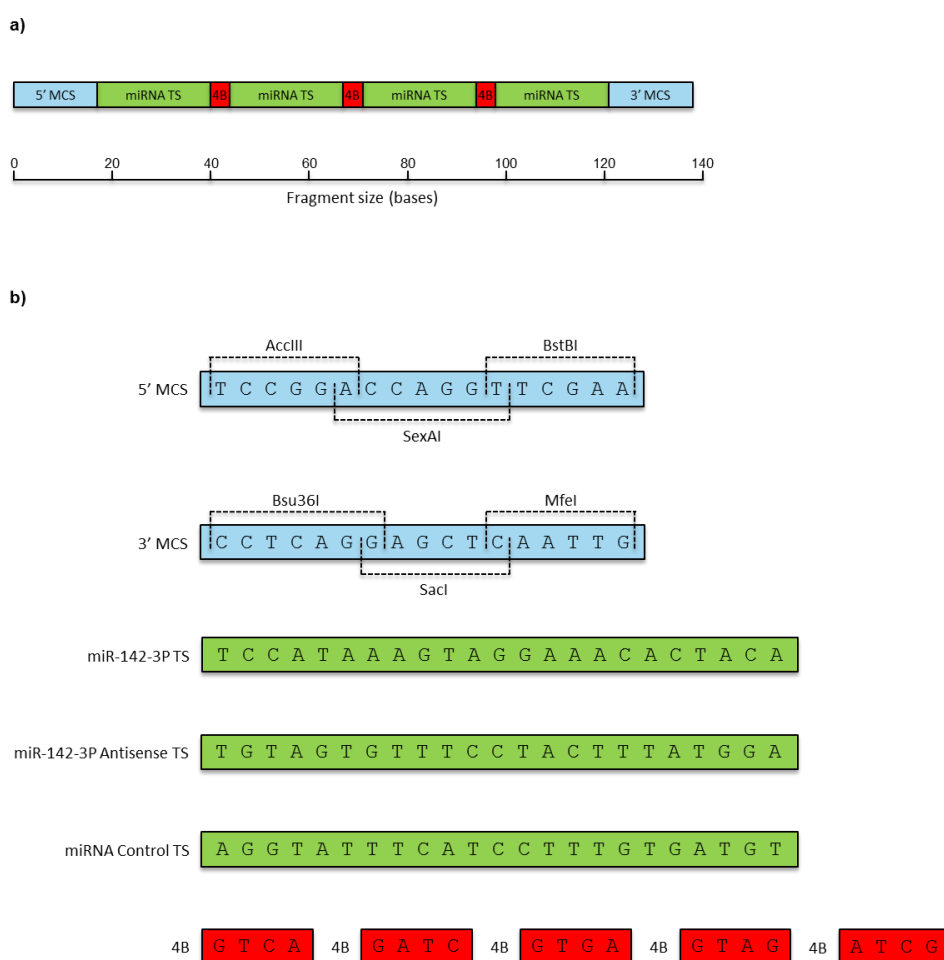 a)
5' MCS miRNA TS 4B miRNA TS 4B miRNA TS 4B miRNA TS 3' MCS
0 20 40 60 80 100 120 140
Fragment size (bases)
b)
AccIII BstBI
5' MCS T C C G G A C C A G G T T C G A A
SexAI
Bsu36I MfeI
3' MCS C C T C A G G A G C T C A A T T G
SacI
miR-142-3P TS T C C A T A A A G T A G G A A A C A C T A C A
miR-142-3P Antisense TS T G T A G T G T T T C C T A C T T T A T G G A
miRNA Control TS A G G T A T T T C A T C C T T T G T G A T G T
4B G T C A 4B G A T C 4B G T G A 4B G T A G 4B A T C G